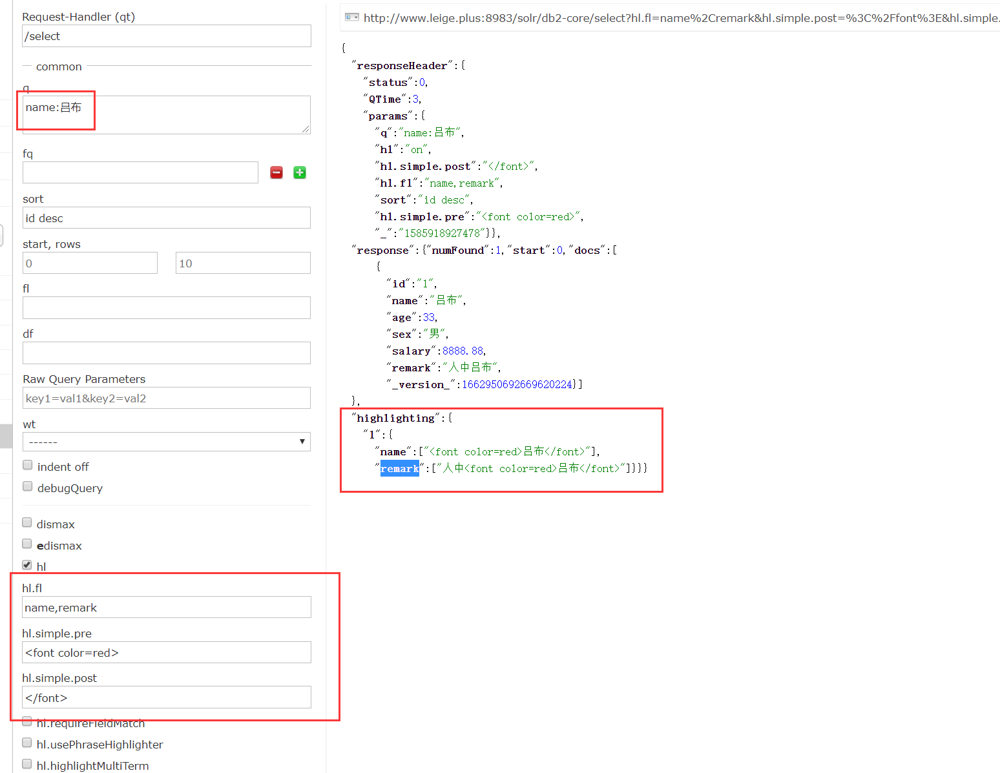 Request-Handler (qt)
/select
common
q
name:吕布
fq
sort
id desc
start, rows
0
10
fl
df
Raw Query Parameters
key1=val1&key2=val2
wt
------
indent off
debugQuery
dismax
edismax
hl
hl.fl
name,remark
hl.simple.pre
<font color=red>
hl.simple.post
</font>
hl.requireFieldMatch
hl.usePhraseHighlighter
hl.highlightMultiTerm
http://www.leige.plus:8983/solr/db2-core/select?hl.fl=name%2Cremark&hl.simple.post=%3C%2Ffont%3E&hl.simple.
{
"responseHeader":{
"status":0,
"QTime":3,
"params":{
"q":"name:吕布",
"hl":"on",
"hl.simple.post":"</font>",
"hl.fl":"name,remark",
"sort":"id desc",
"hl.simple.pre":"<font color=red>",
"_":"1585918927478"}},
"response":{"numFound":1,"start":0,"docs":[
{
"id":"1",
"name":"吕布",
"age":33,
"sex":"男",
"salary":8888.88,
"remark":"人中吕布",
"_version_":1662950692669620224}]
},
"highlighting":{
"1":{
"name":["<font color=red>吕布</font>"],
"remark":["人中<font color=red>吕布</font>"]}}}